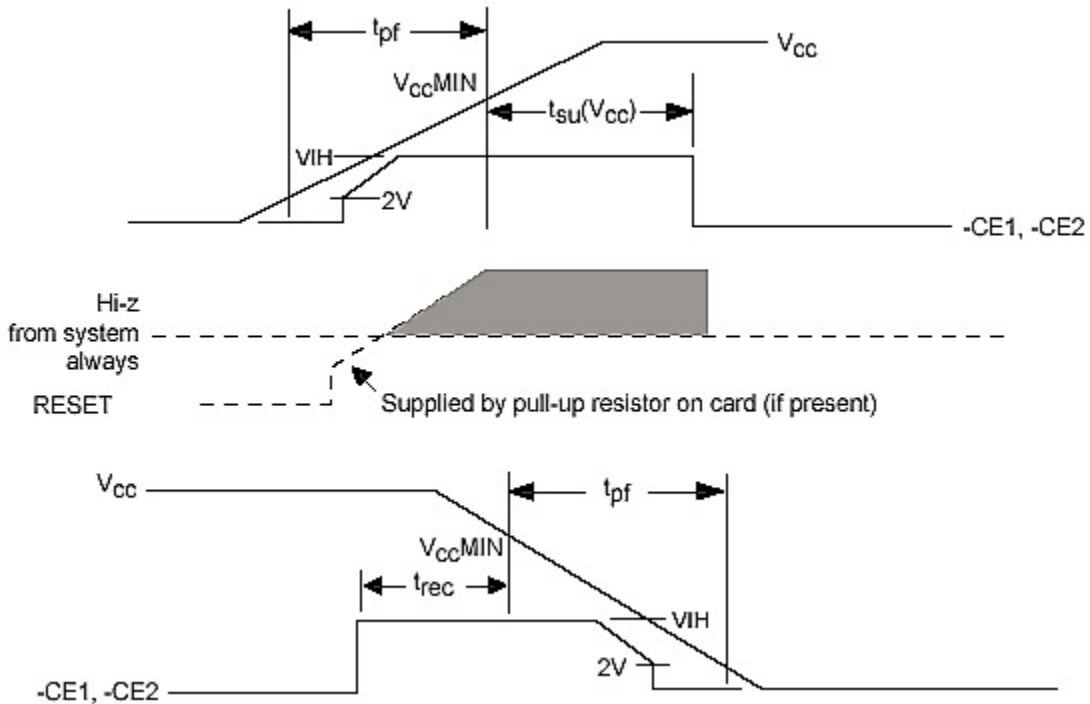 tpf
Vcc
VccMIN
tsu(Vcc)
VIH
2V
-CE1, -CE2
Hi-z
from system
always
RESET
Supplied by pull-up resistor on card (if present)
Vcc
tpf
VccMIN
trec
VIH
2V
-CE1, -CE2